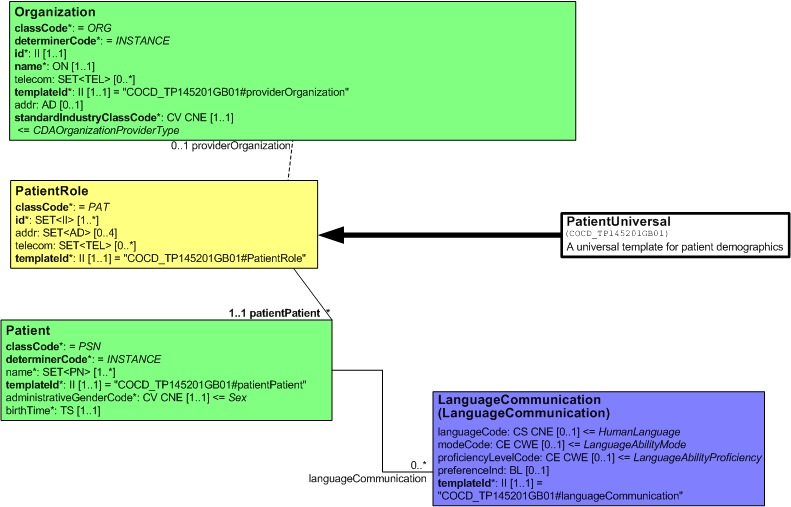 Organization
classCode*: = ORG
determinerCode*: = INSTANCE
id*: II [1..1]
name*: ON [1..1]
telecom: SET<TEL> [0..*]
templateId*: II [1..1] = "COCD_TP145201GB01#providerOrganization"
addr: AD [0..1]
standardIndustryClassCode*: CV CNE [1..1]
<= CDAOrganizationProviderType
0..1 providerOrganization
PatientRole
classCode*: = PAT
id*: SET<II> [1..*]
addr: SET<AD> [0..4]
telecom: SET<TEL> [0..*]
templateId*: II [1..1] = "COCD_TP145201GB01#PatientRole"
PatientUniversal
(COCD_TP145201GB01)
A universal template for patient demographics
1..1 patientPatient *
Patient
classCode*: = PSN
determinerCode*: = INSTANCE
name*: SET<PN> [1..*]
templateId*: II [1..1] = "COCD_TP145201GB01#patientPatient"
administrativeGenderCode*: CV CNE [1..1] <= Sex
birthTime*: TS [1..1]
0..*
languageCommunication
LanguageCommunication
(LanguageCommunication)
languageCode: CS CNE [0..1] <= HumanLanguage
modeCode: CE CWE [0..1] <= LanguageAbilityMode
proficiencyLevelCode: CE CWE [0..1] <= LanguageAbilityProficiency
preferenceInd: BL [0..1]
templateId*: II [1..1] =
"COCD_TP145201GB01#languageCommunication"